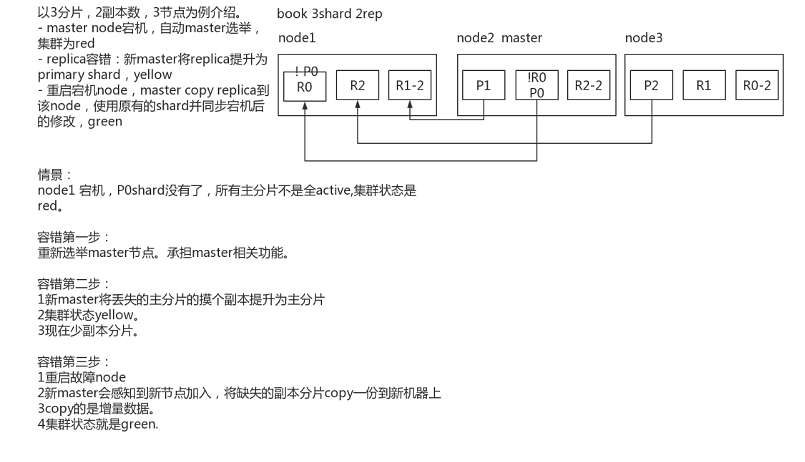 以3分片，2副本数，3节点为例介绍。
- master node宕机，自动master选举，
集群为red
- replica容错：新master将replica提升为
primary shard，yellow
- 重启宕机node，master copy replica到
该node，使用原有的shard并同步宕机后
的修改，green
book 3shard 2rep
node1
node2 master
node3
! P0
R0
R2
R1-2
P1
!R0
P0
R2-2
P2
R1
R0-2
情景：
node1 宕机，P0shard没有了，所有主分片不是全active,集群状态是
red。
容错第一步：
重新选举master节点。承担master相关功能。
容错第二步：
1新master将丢失的主分片的摸个副本提升为主分片
2集群状态yellow。
3现在少副本分片。
容错第三步：
1重启故障node
2新master会感知到新节点加入，将缺失的副本分片copy一份到新机器上
3copy的是增量数据。
4集群状态就是green.